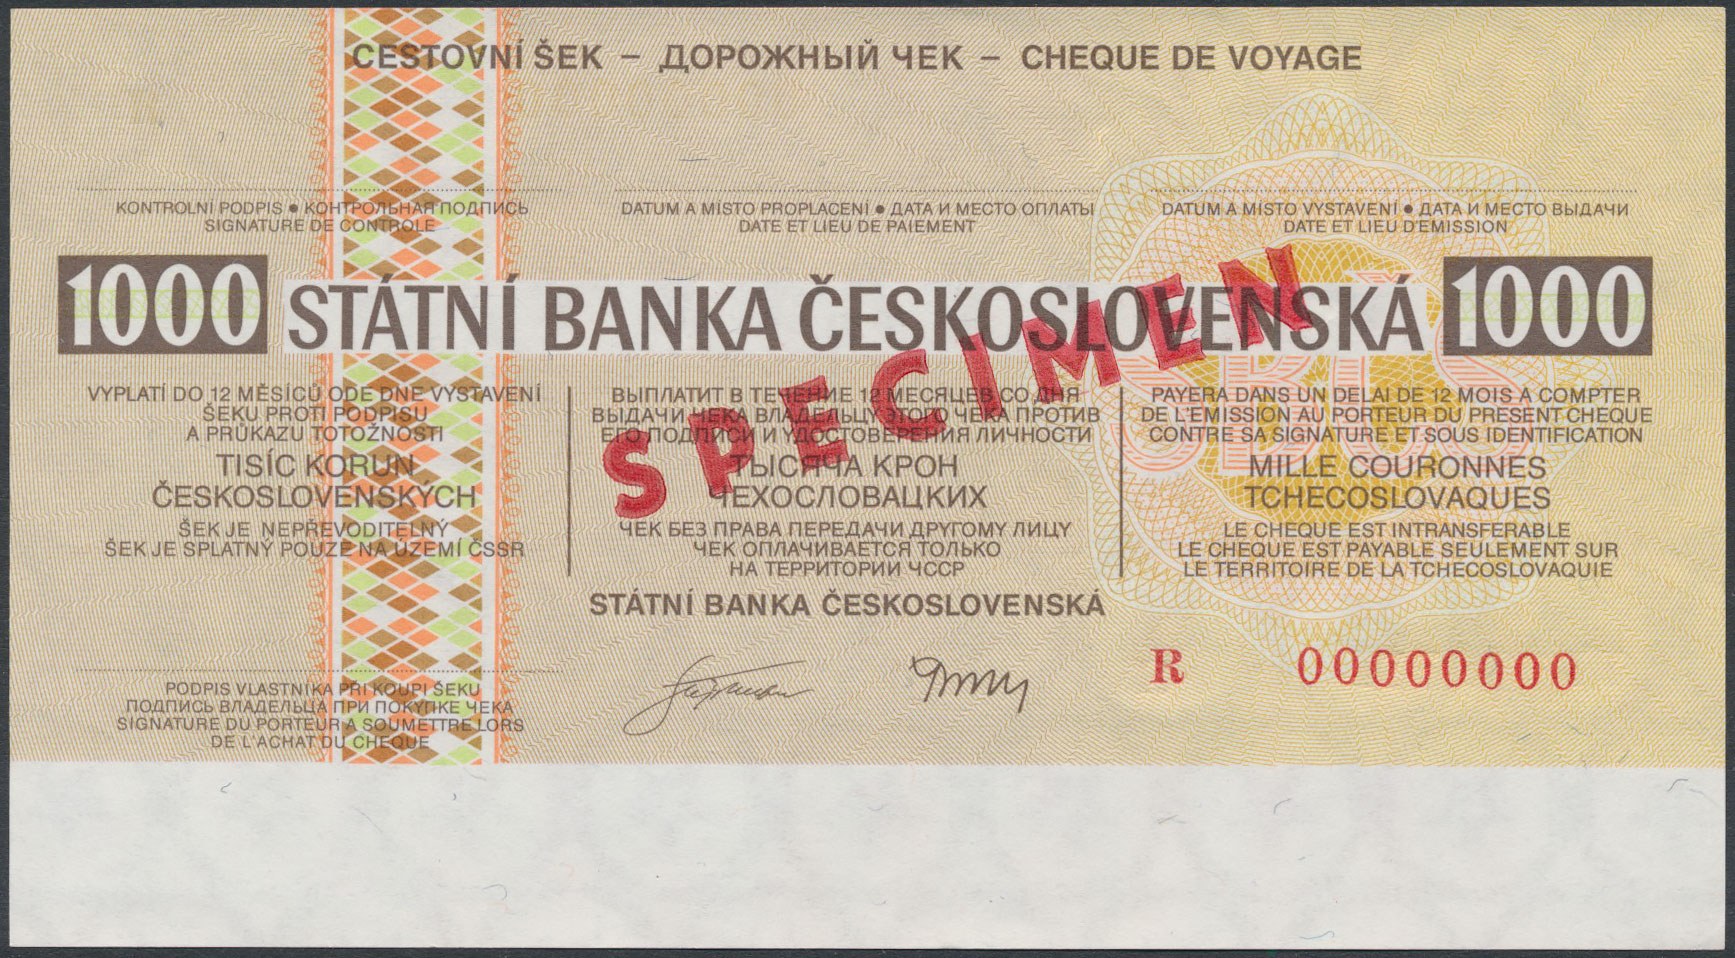 CESTOVNÍ ŠEK – ДОРОЖНЫЙ ЧЕК – CHEQUE DE VOYAGE
KONTROLNÍ PODPIS ● КОНТРОЛЬНАЯ ПОДПИСЬ
SIGNATURE DE CONTROLE
DATUM A MÍSTO PROPLACENÍ ● ДАТА И МЕСТО ОПЛАТЫ
DATE ET LIEU DE PAIEMENT
DATUM A MÍSTO VYSTAVENÍ ● ДАТА И МЕСТО ВЫДАЧИ
DATE ET LIEU D'EMISSION
1000 STÁTNÍ BANKA ČESKOSLOVENSKÁ 1000
SPECIMEN
SBČS
VYPLATÍ DO 12 MĚSÍCŮ ODE DNE VYSTAVENÍ
ŠEKU PROTI PODPISU
A PRŮKAZU TOTOŽNOSTI
TISÍC KORUN
ČESKOSLOVENSKÝCH
ŠEK JE NEPŘEVODITELNÝ
ŠEK JE SPLATNÝ POUZE NA ÚZEMÍ ČSSR
ВЫПЛАТИТ В ТЕЧЕНИЕ 12 МЕСЯЦЕВ СО ДНЯ
ВЫДАЧИ ЧЕКА ВЛАДЕЛЬЦУ ЭТОГО ЧЕКА ПРОТИВ
ЕГО ПОДПИСИ И УДОСТОВЕРЕНИЯ ЛИЧНОСТИ
ТЫСЯЧА КРОН
ЧЕХОСЛОВАЦКИХ
ЧЕК БЕЗ ПРАВА ПЕРЕДАЧИ ДРУГОМУ ЛИЦУ
ЧЕК ОПЛАЧИВАЕТСЯ ТОЛЬКО
НА ТЕРРИТОРИИ ЧССР
PAYERA DANS UN DELAI DE 12 MOIS A COMPTER
DE L'EMISSION AU PORTEUR DU PRESENT CHEQUE
CONTRE SA SIGNATURE ET SOUS IDENTIFICATION
MILLE COURONNES
TCHECOSLOVAQUES
LE CHEQUE EST INTRANSFERABLE
LE CHEQUE EST PAYABLE SEULEMENT SUR
LE TERRITOIRE DE LA TCHECOSLOVAQUIE
STÁTNÍ BANKA ČESKOSLOVENSKÁ
R 00000000
PODPIS VLASTNÍKA PŘI KOUPI ŠEKU
ПОДПИСЬ ВЛАДЕЛЬЦА ПРИ ПОКУПКЕ ЧЕКА
SIGNATURE DU PORTEUR A SOUMETTRE LORS
DE L'ACHAT DU CHEQUE